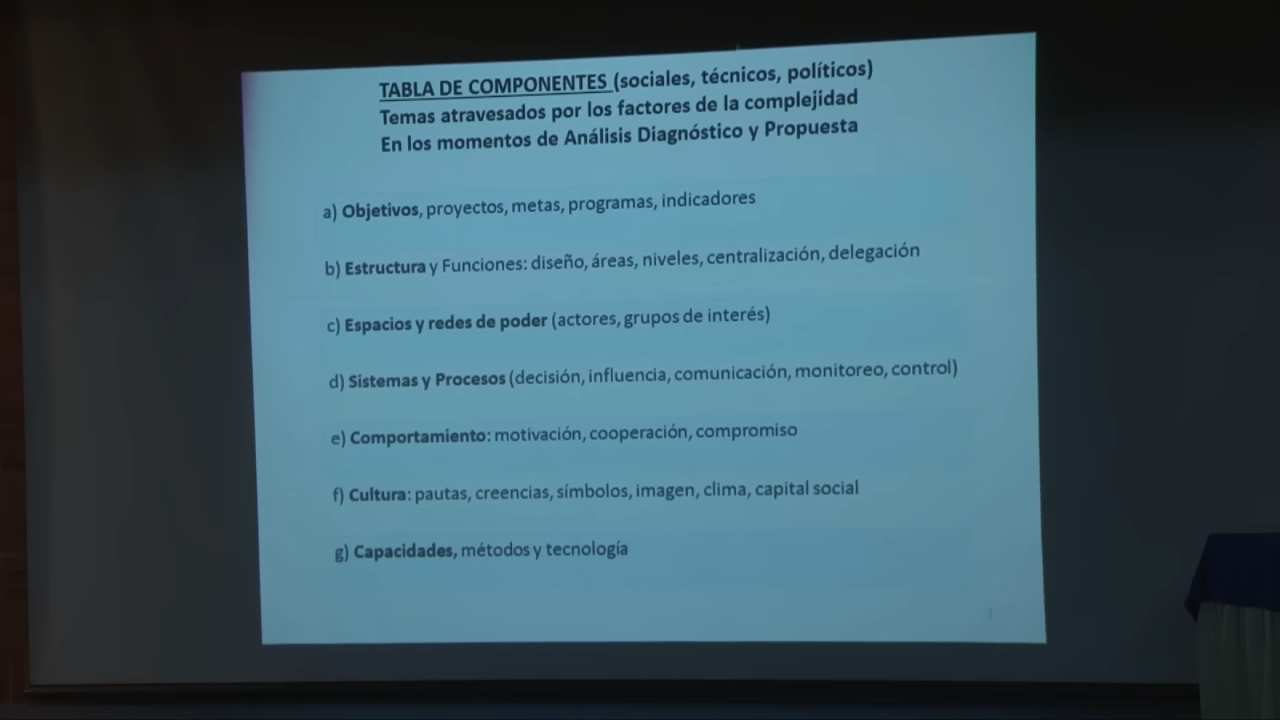 TABLA DE COMPONENTES (sociales, técnicos, políticos)
Temas atravesados por los factores de la complejidad
En los momentos de Análisis Diagnóstico y Propuesta
a) Objetivos, proyectos, metas, programas, indicadores
b) Estructura y Funciones: diseño, áreas, niveles, centralización, delegación
c) Espacios y redes de poder (actores, grupos de interés)
d) Sistemas y Procesos (decisión, influencia, comunicación, monitoreo, control)
e) Comportamiento: motivación, cooperación, compromiso
f) Cultura: pautas, creencias, símbolos, imagen, clima, capital social
g) Capacidades, métodos y tecnología